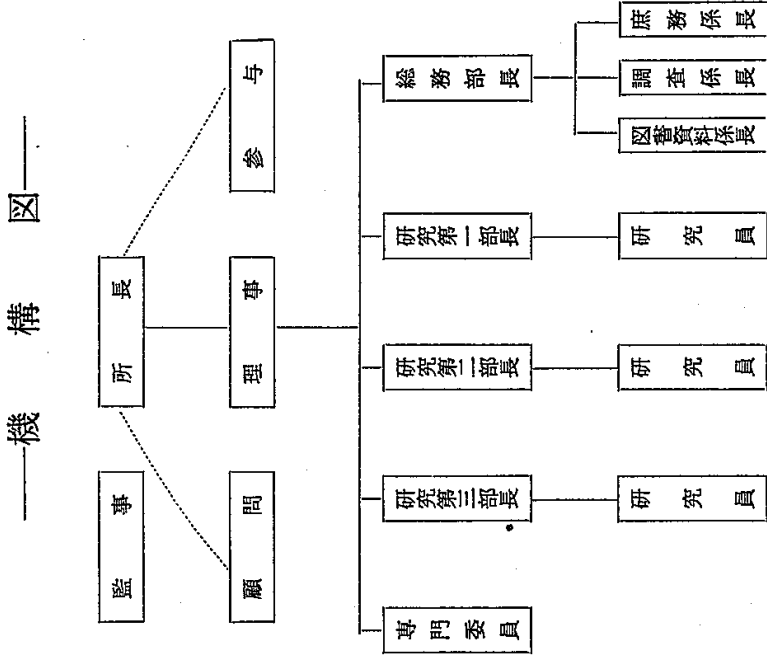 機構図
所長
監事
参与
理事
顧問
総務部長
研究第一部長
研究第二部長
研究第三部長
専門委員
庶務係長
調査係長
図書資料係長
研究員
研究員
研究員